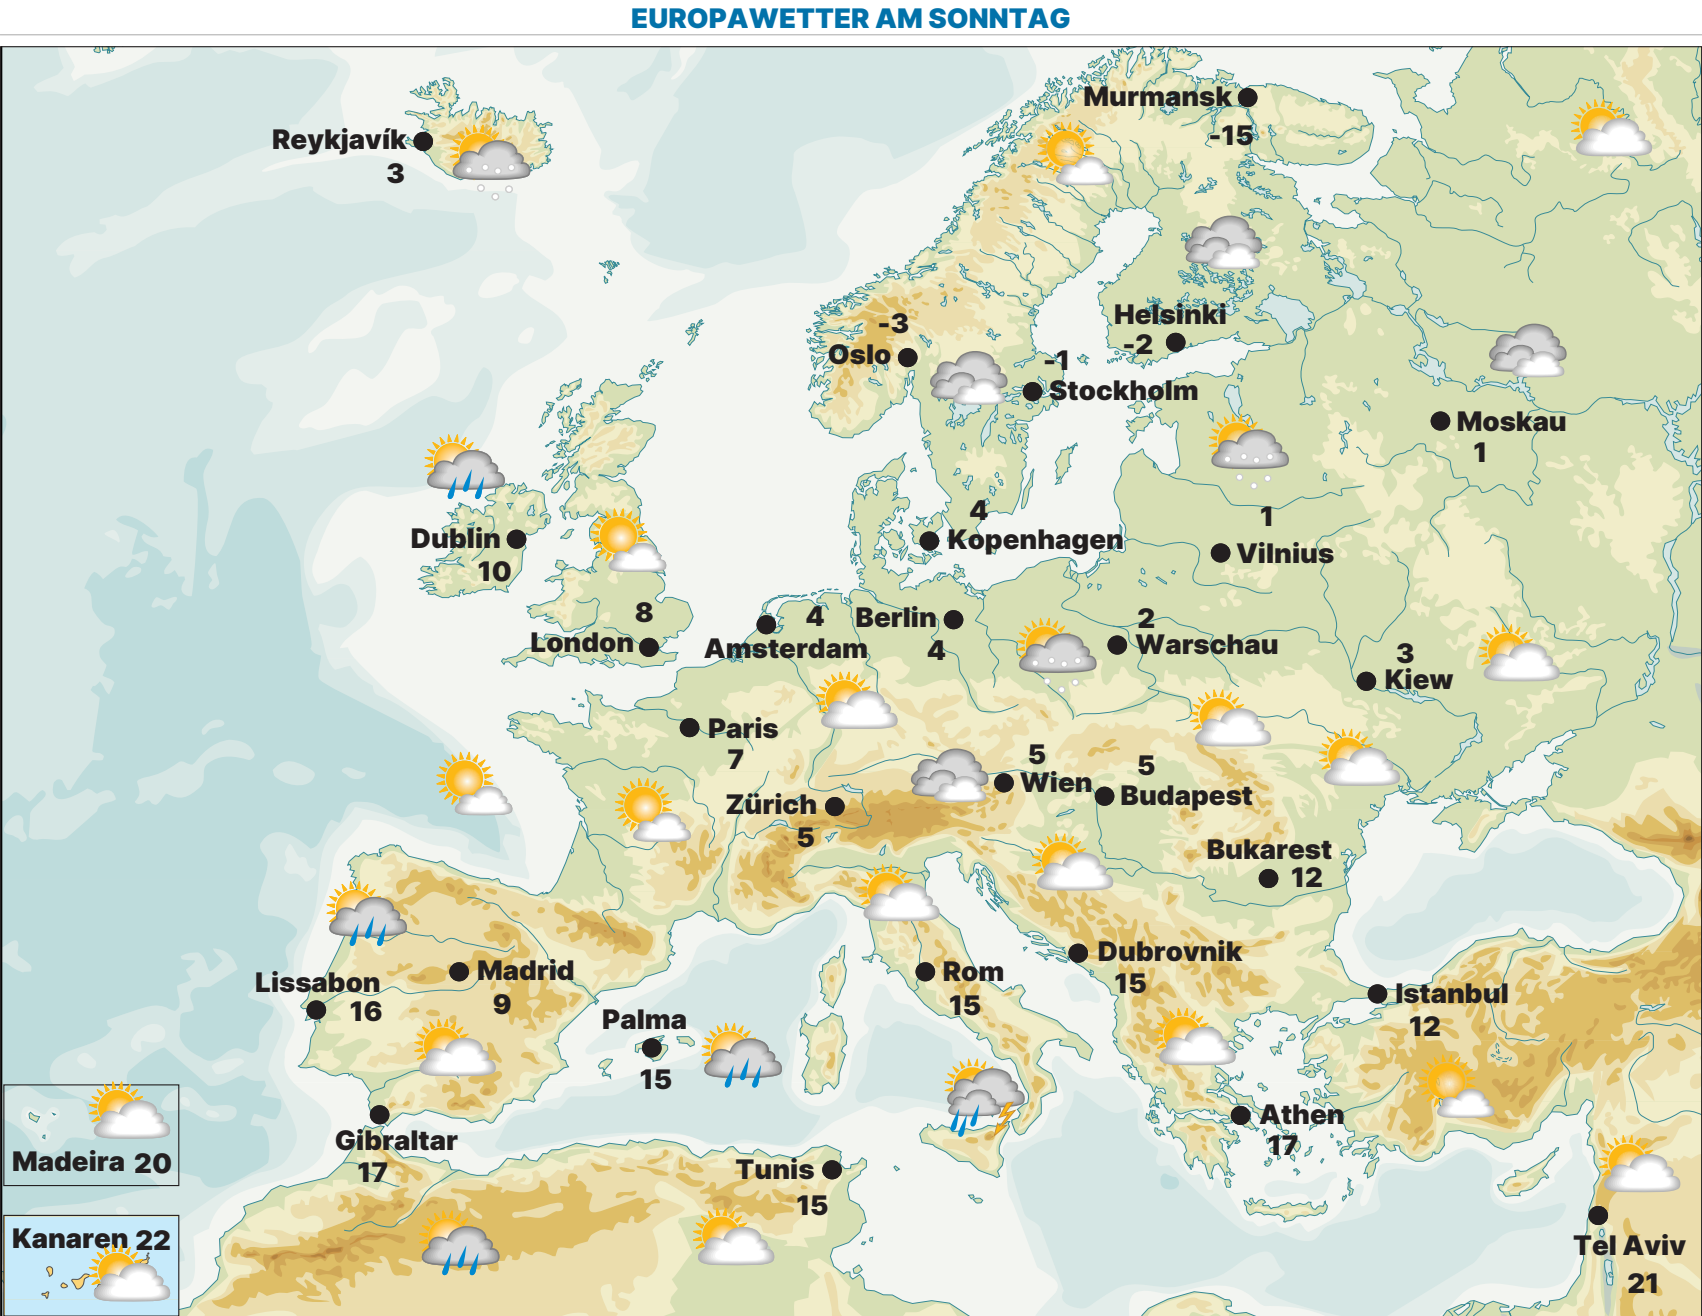 EUROPAWETTER AM SONNTAG
Murmansk
-15
Reykjavík
3
Helsinki
-2
-3
Oslo
-1
Stockholm
Moskau
1
4
Kopenhagen
1
Vilnius
Dublin
10
8
London
4
Amsterdam
Berlin
4
2
Warschau
3
Kiew
Paris
7
5
Wien
5
Budapest
Zürich
5
Bukarest
12
Dubrovnik
15
Rom
15
Madrid
9
Lissabon
16
Istanbul
12
Palma
15
Athen
17
Gibraltar
17
Madeira 20
Tunis
15
Kanaren 22
Tel Aviv
21